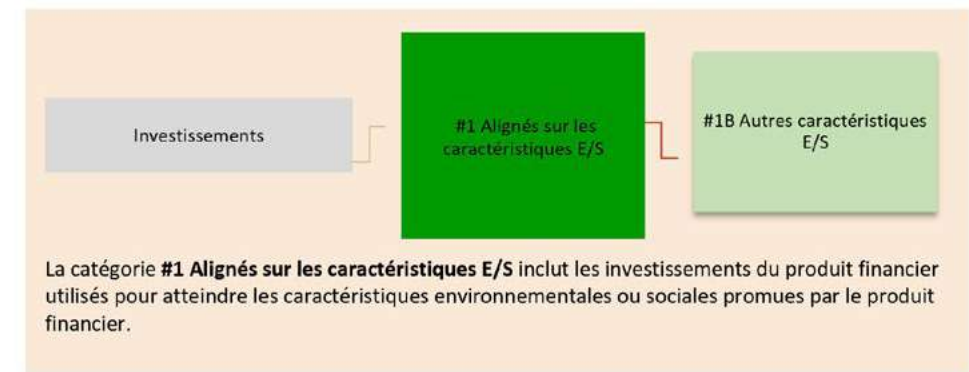 Investissements
#1 Alignés sur les
caractéristiques E/S
#1B Autres caractéristiques
E/S
La catégorie #1 Alignés sur les caractéristiques E/S inclut les investissements du produit financier
utilisés pour atteindre les caractéristiques environnementales ou sociales promues par le produit
financier.